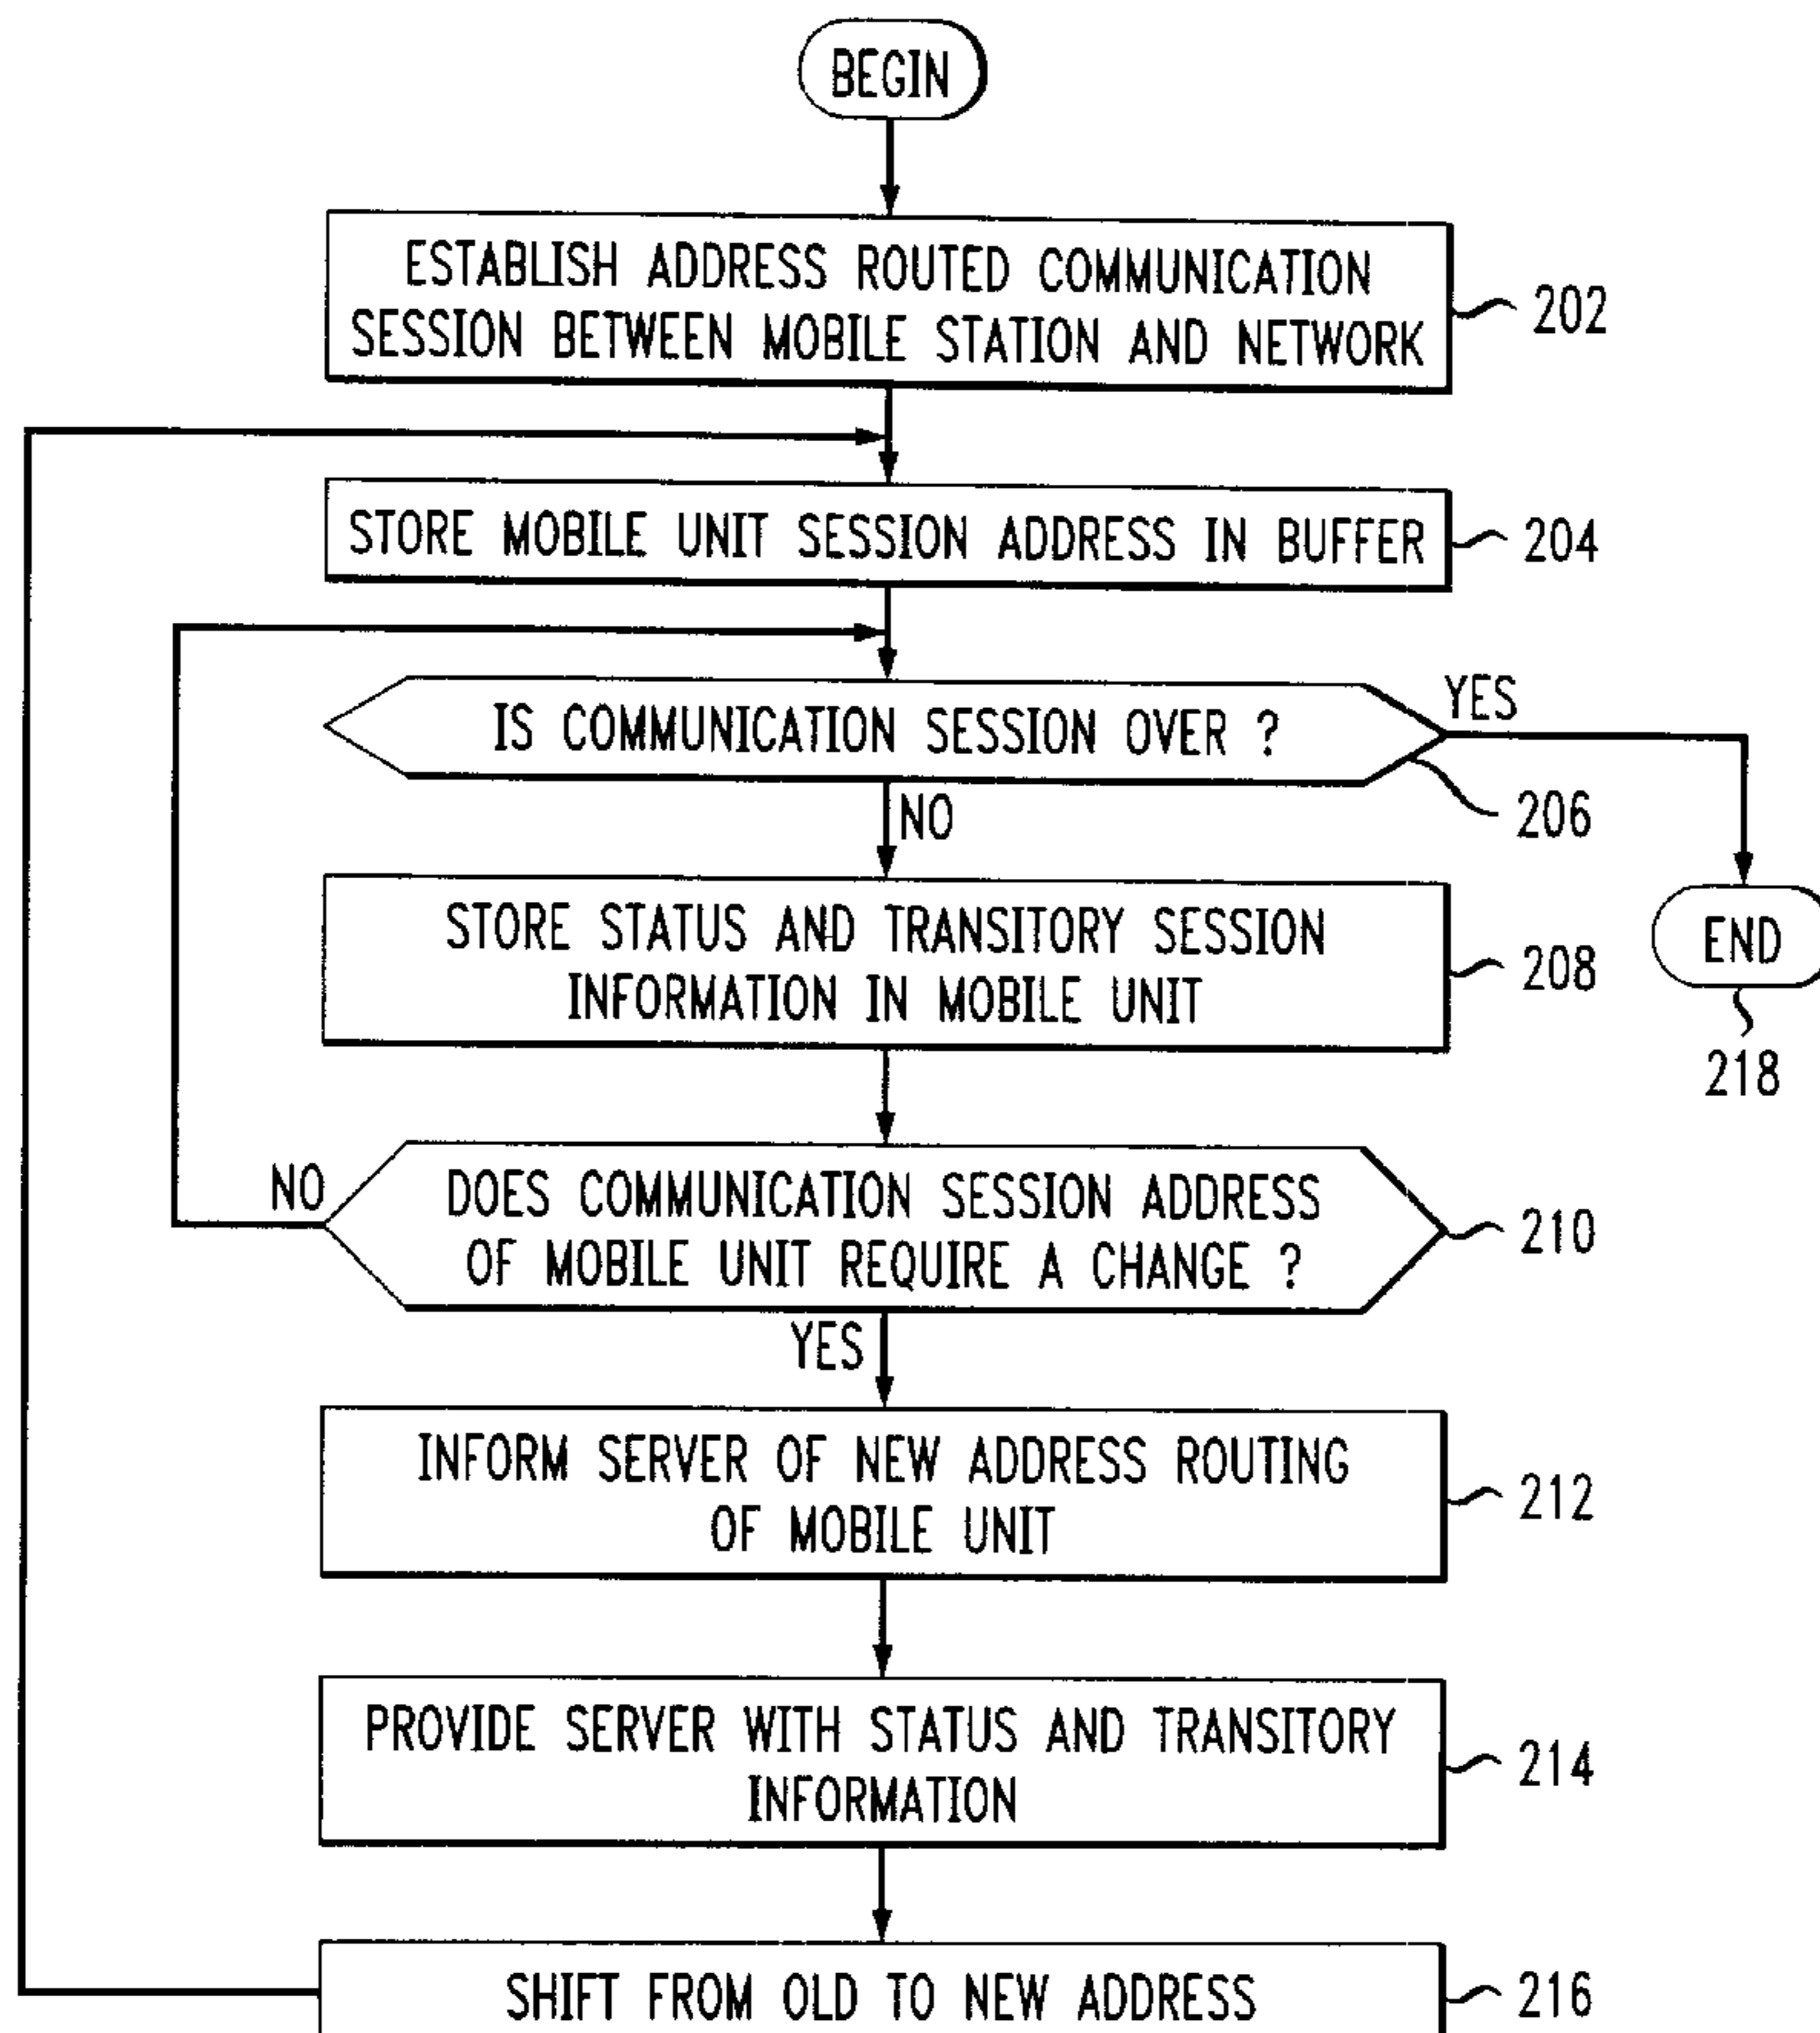 BEGIN
ESTABLISH ADDRESS ROUTED COMMUNICATION
SESSION BETWEEN MOBILE STATION AND NETWORK
202
STORE MOBILE UNIT SESSION ADDRESS IN BUFFER
204
IS COMMUNICATION SESSION OVER ?
YES
206
NO
STORE STATUS AND TRANSITORY SESSION
INFORMATION IN MOBILE UNIT
208
END
218
DOES COMMUNICATION SESSION ADDRESS
OF MOBILE UNIT REQUIRE A CHANGE ?
NO
210
YES
INFORM SERVER OF NEW ADDRESS ROUTING
OF MOBILE UNIT
212
PROVIDE SERVER WITH STATUS AND TRANSITORY
INFORMATION
214
SHIFT FROM OLD TO NEW ADDRESS
216